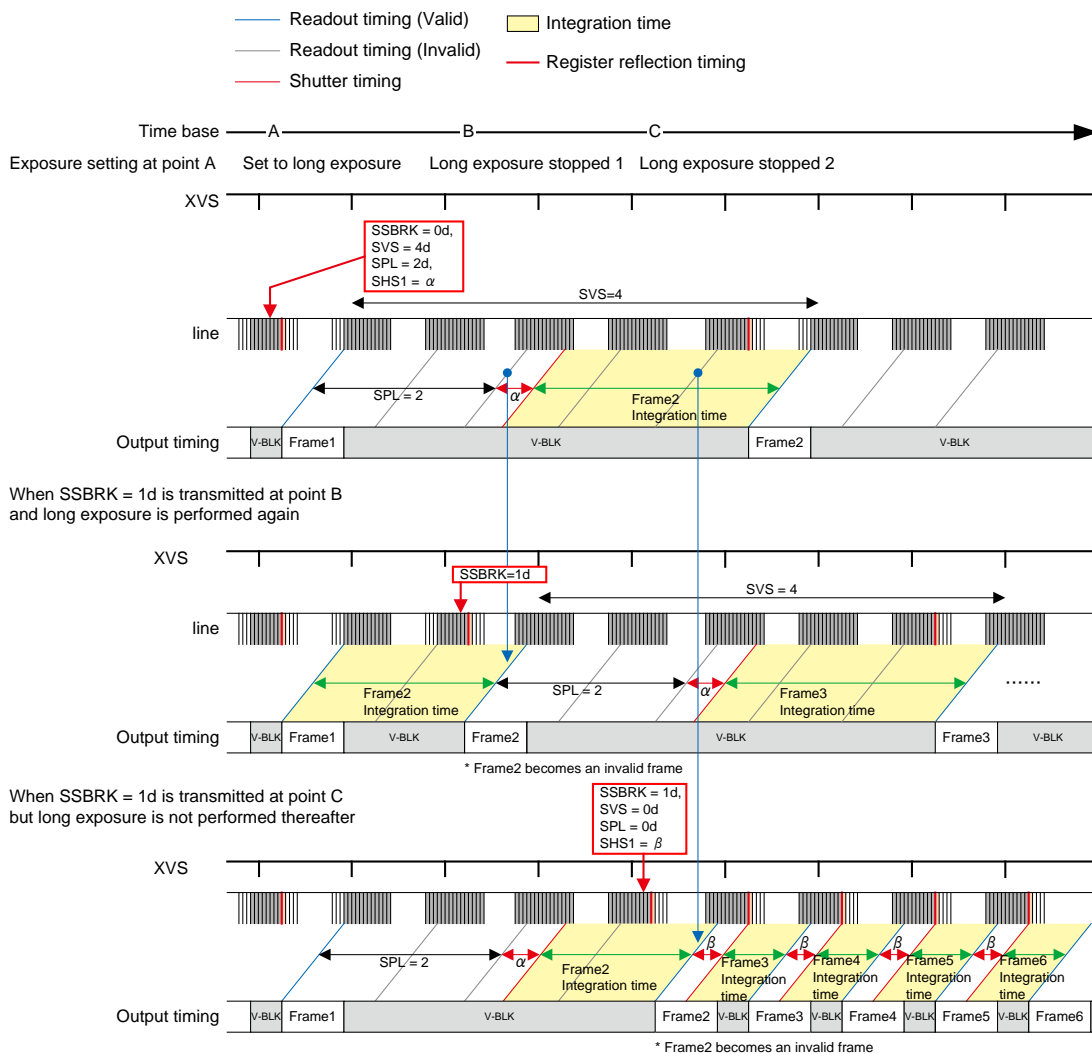 Readout timing (Valid)
Integration time
Readout timing (Invalid)
Register reflection timing
Shutter timing
Time base
A
B
C
Exposure setting at point A
Set to long exposure
Long exposure stopped 1
Long exposure stopped 2
XVS
SSBRK = 0d,
SVS = 4d
SPL = 2d,
SHS1 = α
SVS=4
line
SPL = 2
α
Frame2
Integration time
Output timing
V-BLK
Frame1
V-BLK
Frame2
V-BLK
When SSBRK = 1d is transmitted at point B
and long exposure is performed again
XVS
SSBRK=1d
SVS = 4
line
Frame2
Integration time
SPL = 2
α
Frame3
Integration time
......
Output timing
V-BLK
Frame1
V-BLK
Frame2
V-BLK
Frame3
V-BLK
* Frame2 becomes an invalid frame
When SSBRK = 1d is transmitted at point C
but long exposure is not performed thereafter
SSBRK = 1d,
SVS = 0d
SPL = 0d
SHS1 = β
XVS
line
SPL = 2
α
Frame2
Integration time
β
Frame3
Integration
time
β
Frame4
Integration
time
β
Frame5
Integration
time
β
Frame6
Integration
time
Output timing
V-BLK
Frame1
V-BLK
Frame2
V-BLK
Frame3
V-BLK
Frame4
V-BLK
Frame5
V-BLK
Frame6
* Frame2 becomes an invalid frame